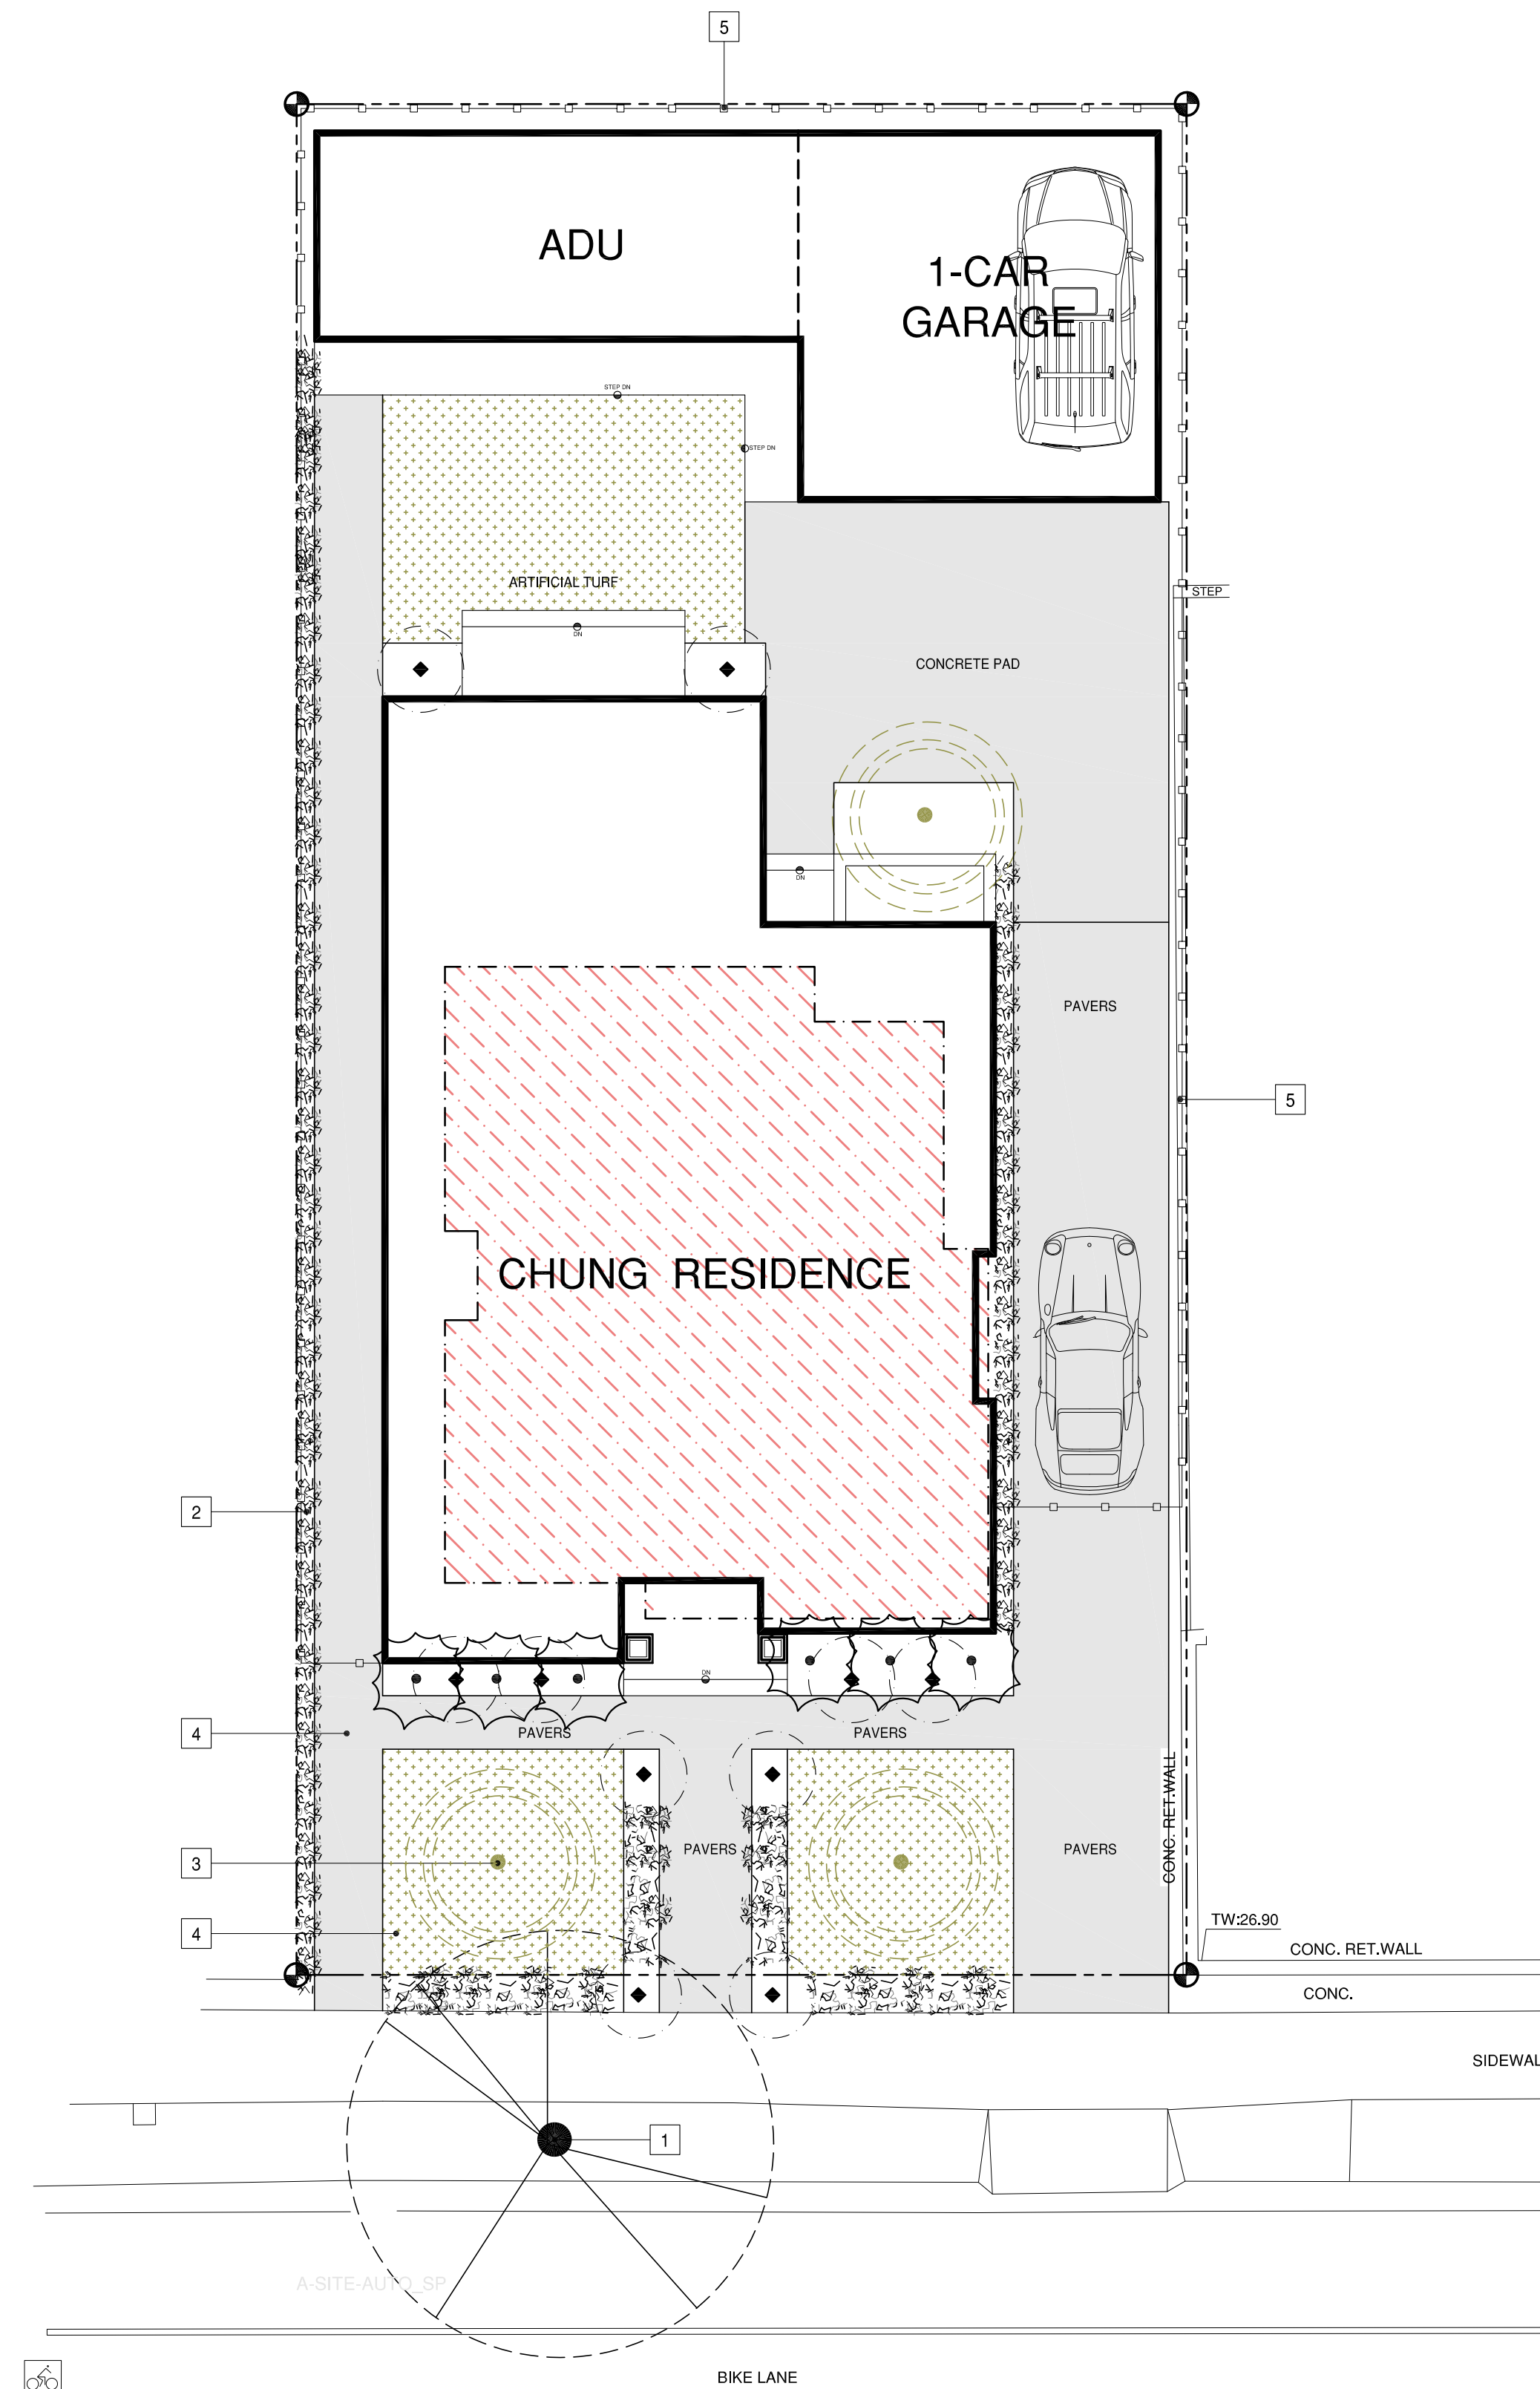 5
ADU
1-CAR
GARAGE
STEP DN
STEP DN
ARTIFICIAL TURF
STEP
DN
CONCRETE PAD
DN
PAVERS
5
CHUNG RESIDENCE
2
DN
4
PAVERS
PAVERS
CONC. RET.WALL
3
PAVERS
PAVERS
4
TW:26.90
CONC. RET.WALL
CONC.
SIDEWAL
1
A-SITE-AUTO_SP
BIKE LANE